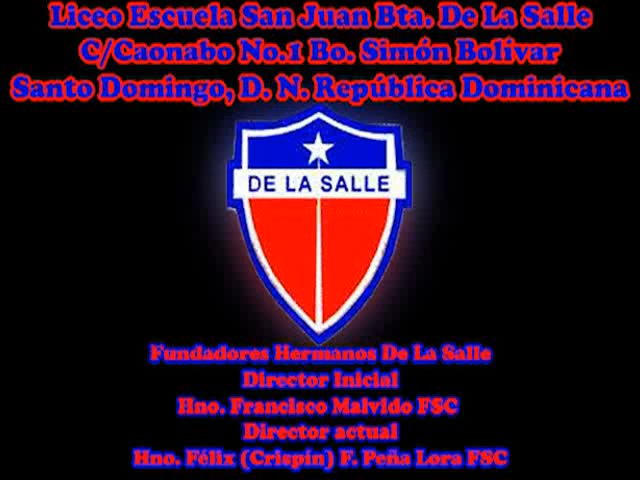 Liceo Escuela San Juan Bta. De La Salle
C/Caonabo No.1 Bo. Simón Bolívar
Santo Domingo, D. N. República Dominicana
DE LA SALLE
Fundadores Hermanos De La Salle
Director Inicial
Hno. Francisco Malvido FSC
Director actual
Hno. Félix (Crispín) F. Peña Lora FSC